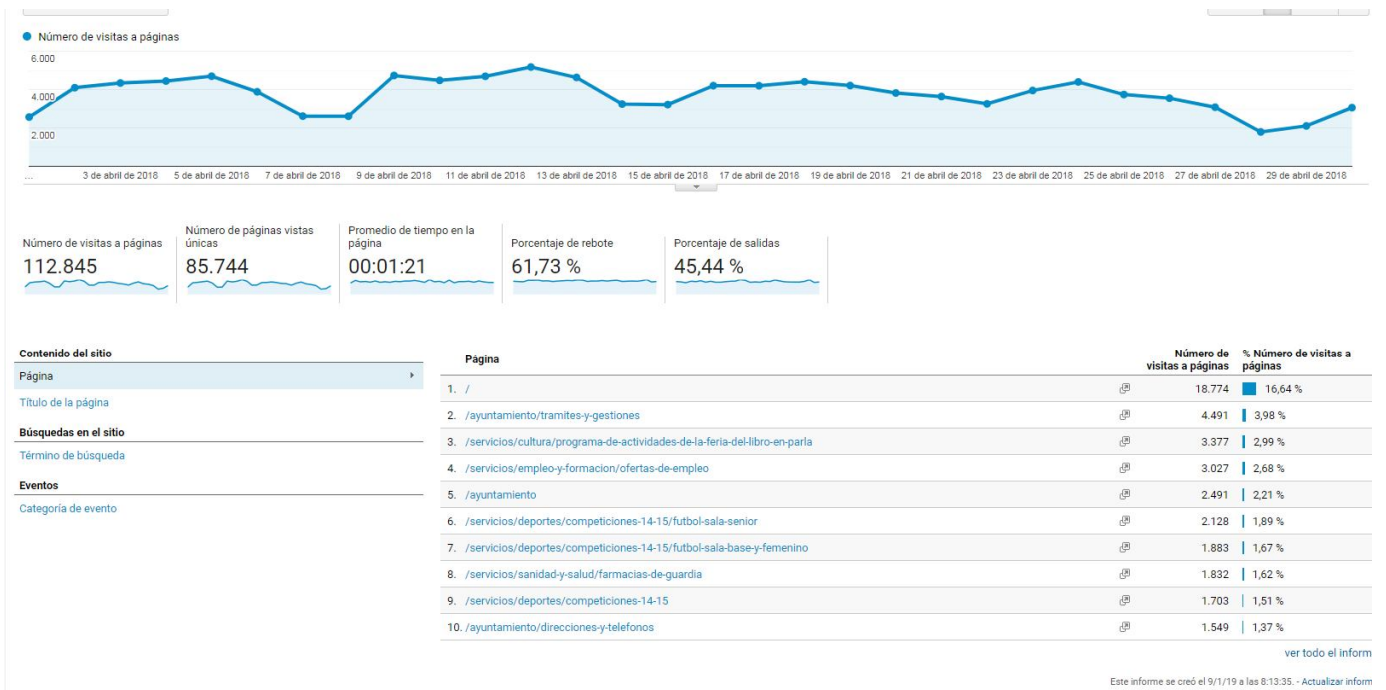 Número de visitas a páginas
6.000
4.000
2.000
... 3 de abril de 2018 5 de abril de 2018 7 de abril de 2018 9 de abril de 2018 11 de abril de 2018 13 de abril de 2018 15 de abril de 2018 17 de abril de 2018 19 de abril de 2018 21 de abril de 2018 23 de abril de 2018 25 de abril de 2018 27 de abril de 2018 29 de abril de 2018
Número de visitas a páginas
112.845
Número de páginas vistas
únicas
85.744
Promedio de tiempo en la
página
00:01:21
Porcentaje de rebote
61,73 %
Porcentaje de salidas
45,44 %
Contenido del sitio
Página
Título de la página
Búsquedas en el sitio
Término de búsqueda
Eventos
Categoría de evento
Página
Número de
visitas a páginas
% Número de visitas a
páginas
1. / 18.774 16,64 %
2. /ayuntamiento/tramites-y-gestiones 4.491 3,98 %
3. /servicios/cultura/programa-de-actividades-de-la-feria-del-libro-en-parla 3.377 2,99 %
4. /servicios/empleo-y-formacion/ofertas-de-empleo 3.027 2,68 %
5. /ayuntamiento 2.491 2,21 %
6. /servicios/deportes/competiciones-14-15/futbol-sala-senior 2.128 1,89 %
7. /servicios/deportes/competiciones-14-15/futbol-sala-base-y-femenino 1.883 1,67 %
8. /servicios/sanidad-y-salud/farmacias-de-guardia 1.832 1,62 %
9. /servicios/deportes/competiciones-14-15 1.703 1,51 %
10. /ayuntamiento/direcciones-y-telefonos 1.549 1,37 %
ver todo el inform
Este informe se creó el 9/1/19 a las 8:13:35. - Actualizar inform